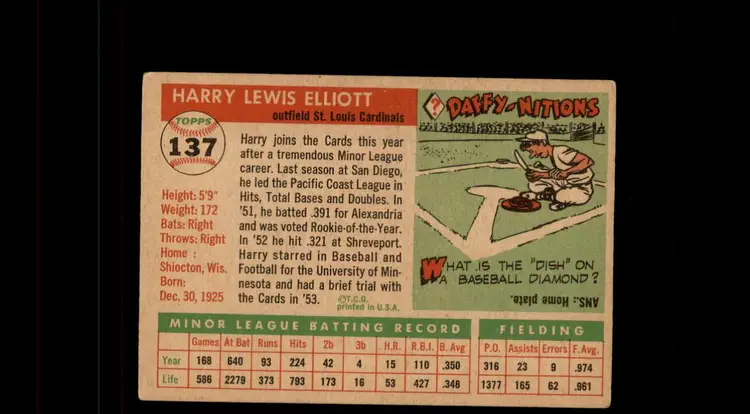 HARRY LEWIS ELLIOTT
outfield St. Louis Cardinals
TOPPS
137
Height: 5'9"
Weight: 172
Bats: Right
Throws: Right
Home :
Shiocton, Wis.
Born:
Dec. 30, 1925
Harry joins the Cards this year
after a tremendous Minor League
career. Last season at San Diego,
he led the Pacific Coast League in
Hits, Total Bases and Doubles. In
'51, he batted .391 for Alexandria
and was voted Rookie-of-the-Year.
In '52 he hit .321 at Shreveport.
Harry starred in Baseball and
Football for the University of Min-
nesota and had a brief trial with
the Cards in '53.
©T.C.G.
printed in U.S.A.
? DAFFY-NITIONS
WHAT IS THE "DISH" ON
A BASEBALL DIAMOND?
ANS.: Home plate.
MINOR LEAGUE BATTING RECORD
Games At Bat Runs Hits 2b 3b H.R. R.B.I. B. Avg
Year 168 640 93 224 42 4 15 110 .350
Life 586 2279 373 793 173 16 53 427 .348
FIELDING
P.O. Assists Errors F. Avg.
316 23 9 .974
1377 165 62 .961